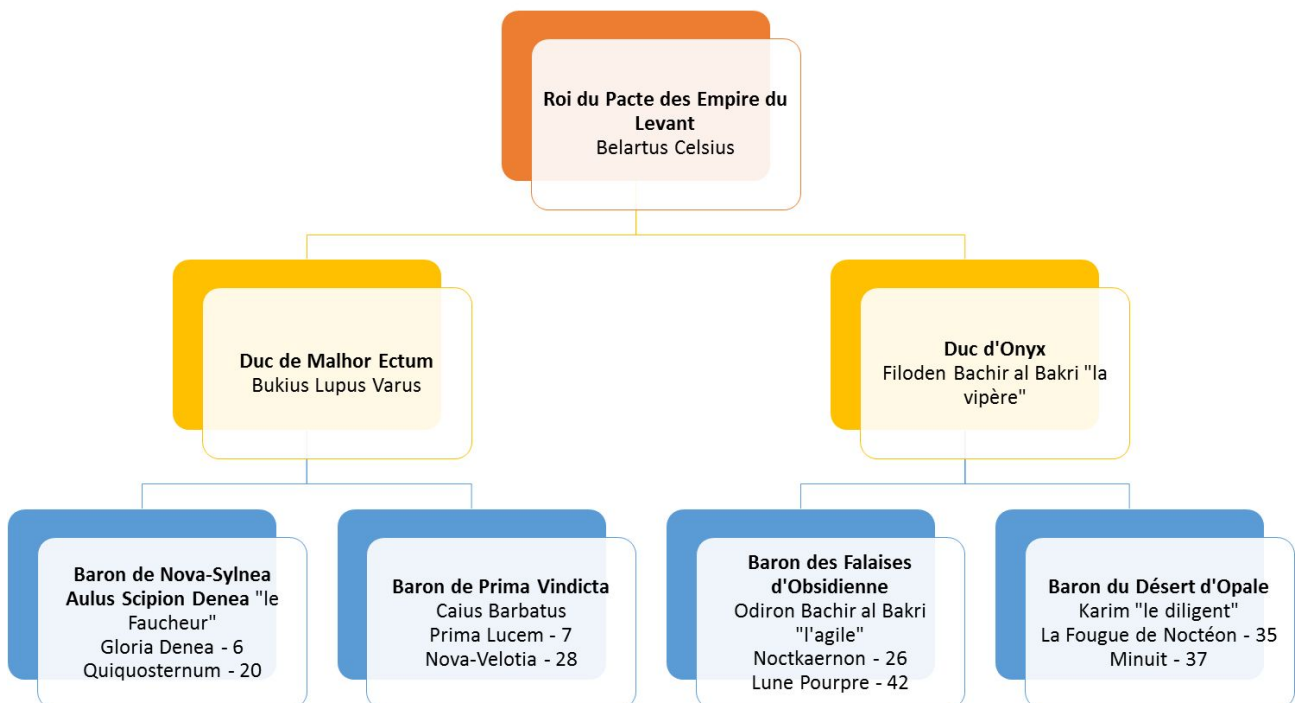 Roi du Pacte des Empire du
Levant
Belartus Celsius
Duc de Malhor Ectum
Bukius Lupus Varus
Duc d'Onyx
Filoden Bachir al Bakri "la
vipère"
Baron de Nova-Sylnea
Aulus Scipion Denea "le
Faucheur"
Gloria Denea - 6
Quiquosternum - 20
Baron de Prima Vindicta
Caius Barbatus
Prima Lucem - 7
Nova-Velotia - 28
Baron des Falaises
d'Obsidienne
Odiron Bachir al Bakri
"l'agile"
Noctkaernon - 26
Lune Pourpre - 42
Baron du Désert d'Opale
Karim "le diligent"
La Fougue de Noctéon - 35
Minuit - 37